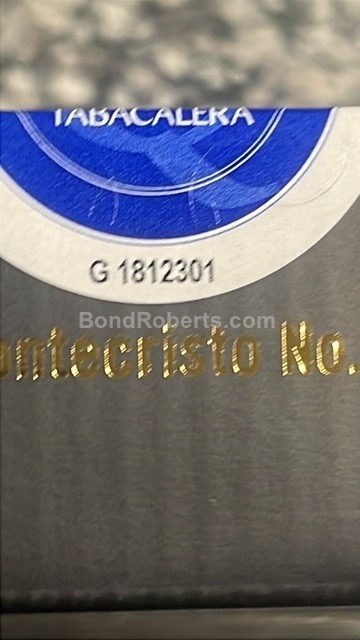 TABACALERA
G 1812301
BondRoberts.com
ontecristo No.